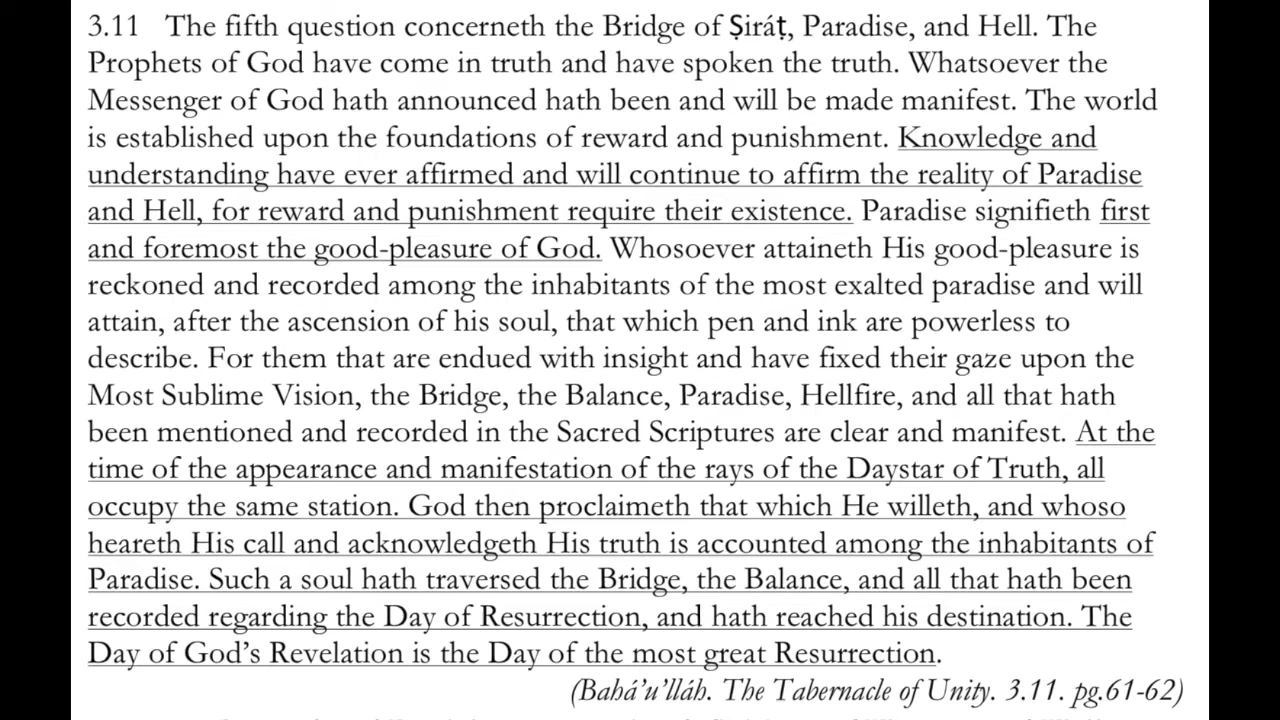 3.11 The fifth question concerneth the Bridge of Ṣiráṭ, Paradise, and Hell. The
Prophets of God have come in truth and have spoken the truth. Whatsoever the
Messenger of God hath announced hath been and will be made manifest. The world
is established upon the foundations of reward and punishment. Knowledge and
understanding have ever affirmed and will continue to affirm the reality of Paradise
and Hell, for reward and punishment require their existence. Paradise signifieth first
and foremost the good-pleasure of God. Whosoever attaineth His good-pleasure is
reckoned and recorded among the inhabitants of the most exalted paradise and will
attain, after the ascension of his soul, that which pen and ink are powerless to
describe. For them that are endued with insight and have fixed their gaze upon the
Most Sublime Vision, the Bridge, the Balance, Paradise, Hellfire, and all that hath
been mentioned and recorded in the Sacred Scriptures are clear and manifest. At the
time of the appearance and manifestation of the rays of the Daystar of Truth, all
occupy the same station. God then proclaimeth that which He willeth, and whoso
heareth His call and acknowledgeth His truth is accounted among the inhabitants of
Paradise. Such a soul hath traversed the Bridge, the Balance, and all that hath been
recorded regarding the Day of Resurrection, and hath reached his destination. The
Day of God's Revelation is the Day of the most great Resurrection.
(Bahá'u'lláh. The Tabernacle of Unity. 3.11. pg.61-62)